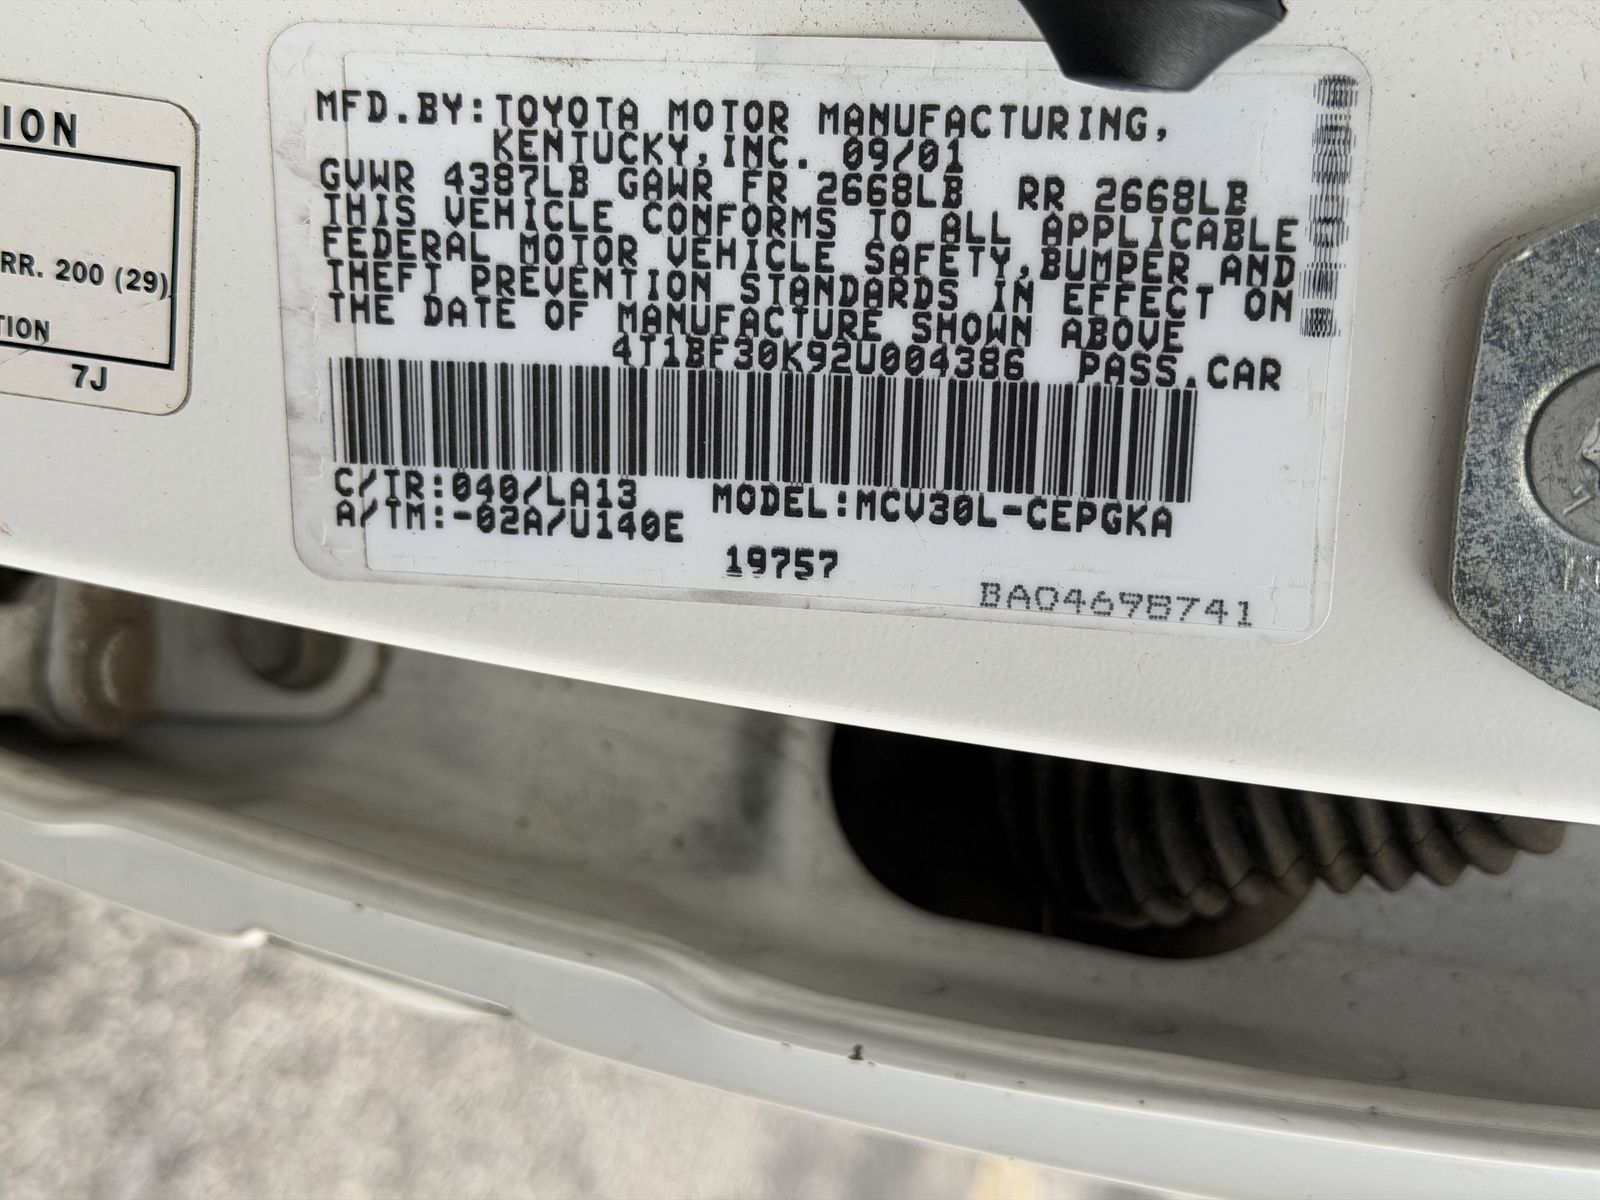 ION
RR. 200 (29)
TION
7J
MFD.BY:TOYOTA MOTOR MANUFACTURING,
KENTUCKY,INC. 09/01
GVWR 4387LB GAWR FR 2668LB RR 2668LB
THIS VEHICLE CONFORMS TO ALL APPLICABLE
FEDERAL MOTOR VEHICLE SAFETY,BUMPER AND
THEFT PREVENTION STANDARDS IN EFFECT ON
THE DATE OF MANUFACTURE SHOWN ABOVE
4T1BF30K92U004386 PASS.CAR
C/TR:040/LA13 MODEL:MCV30L-CEPGKA
A/TM:-02A/U140E
19757
BA04698741